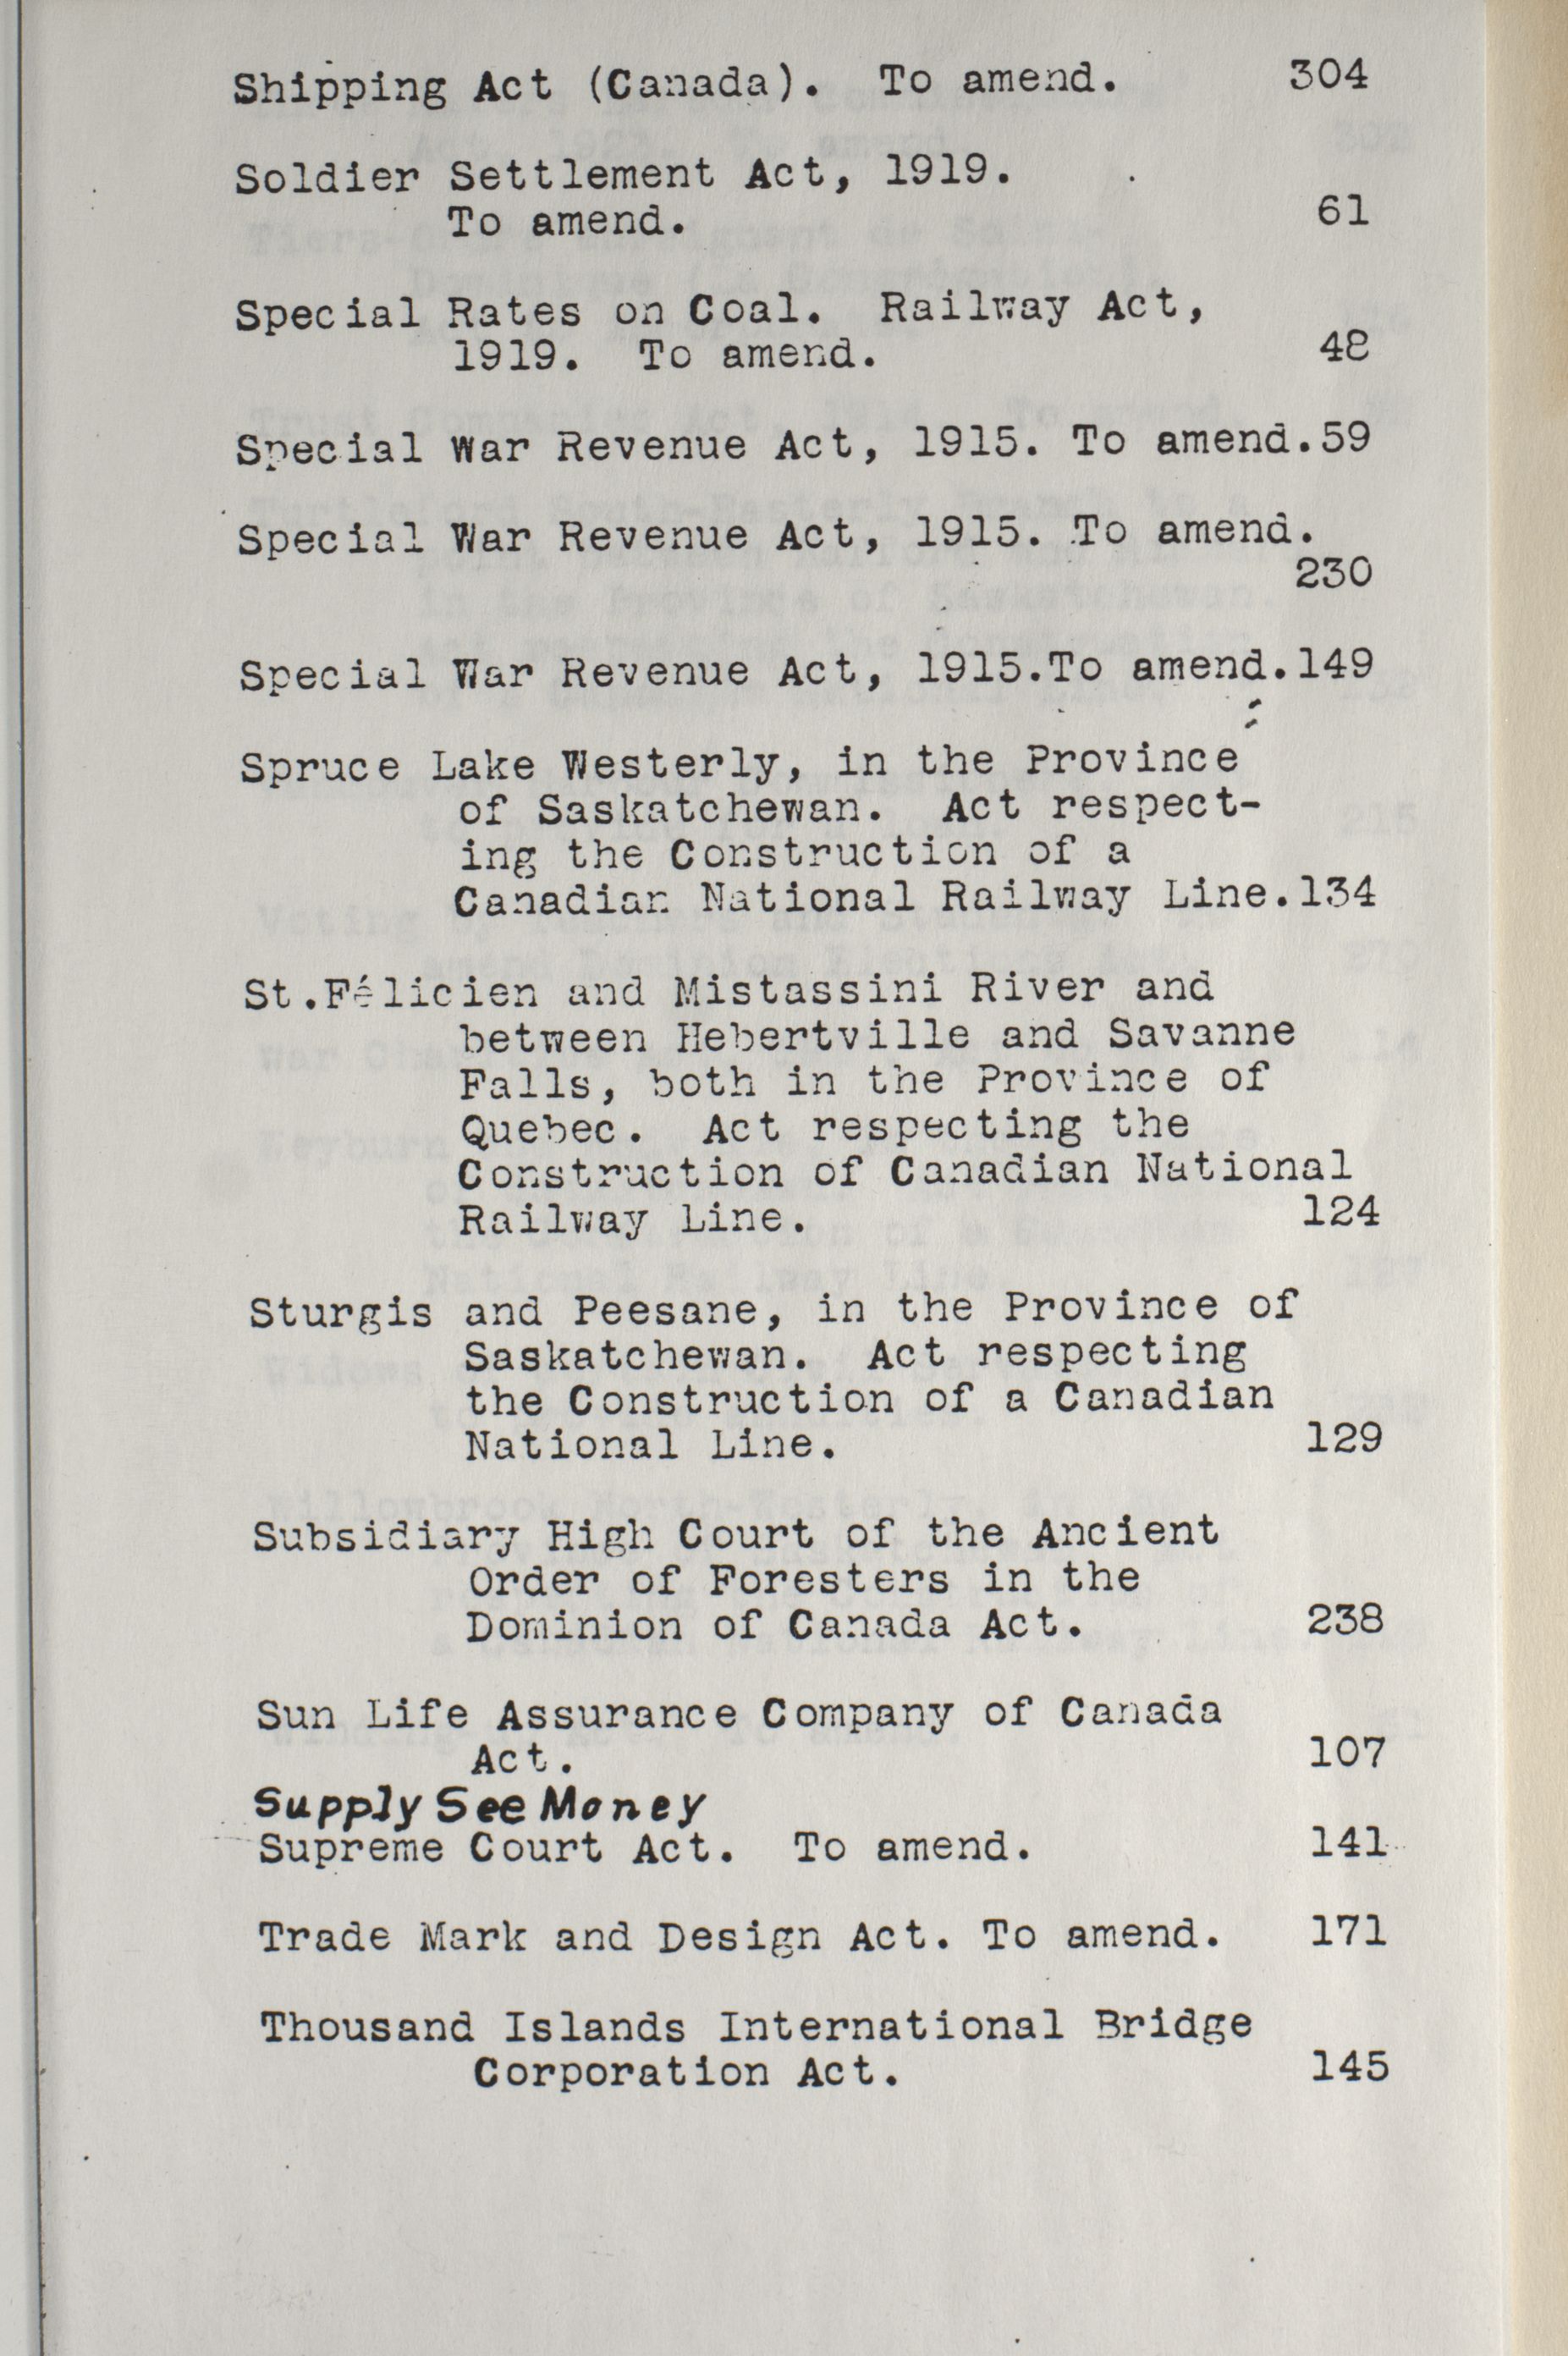 Shipping Act (Canada). To amend. 304
Soldier Settlement Act, 1919.
To amend. 61
Special Rates on Coal. Railway Act,
1919. To amend. 48
Special War Revenue Act, 1915. To amend. 59
Special War Revenue Act, 1915. To amend.
230
Special War Revenue Act, 1915.To amend. 149
Spruce Lake Westerly, in the Province
of Saskatchewan. Act respect-
ing the Construction of a
Canadian National Railway Line. 134
St.Félicien and Mistassini River and
between Hebertville and Savanne
Falls, both in the Province of
Quebec. Act respecting the
Construction of Canadian National
Railway Line. 124
Sturgis and Peesane, in the Province of
Saskatchewan. Act respecting
the Construction of a Canadian
National Line. 129
Subsidiary High Court of the Ancient
Order of Foresters in the
Dominion of Canada Act. 238
Sun Life Assurance Company of Canada
Act. 107
Supply See Money
Supreme Court Act. To amend. 141
Trade Mark and Design Act. To amend. 171
Thousand Islands International Bridge
Corporation Act. 145